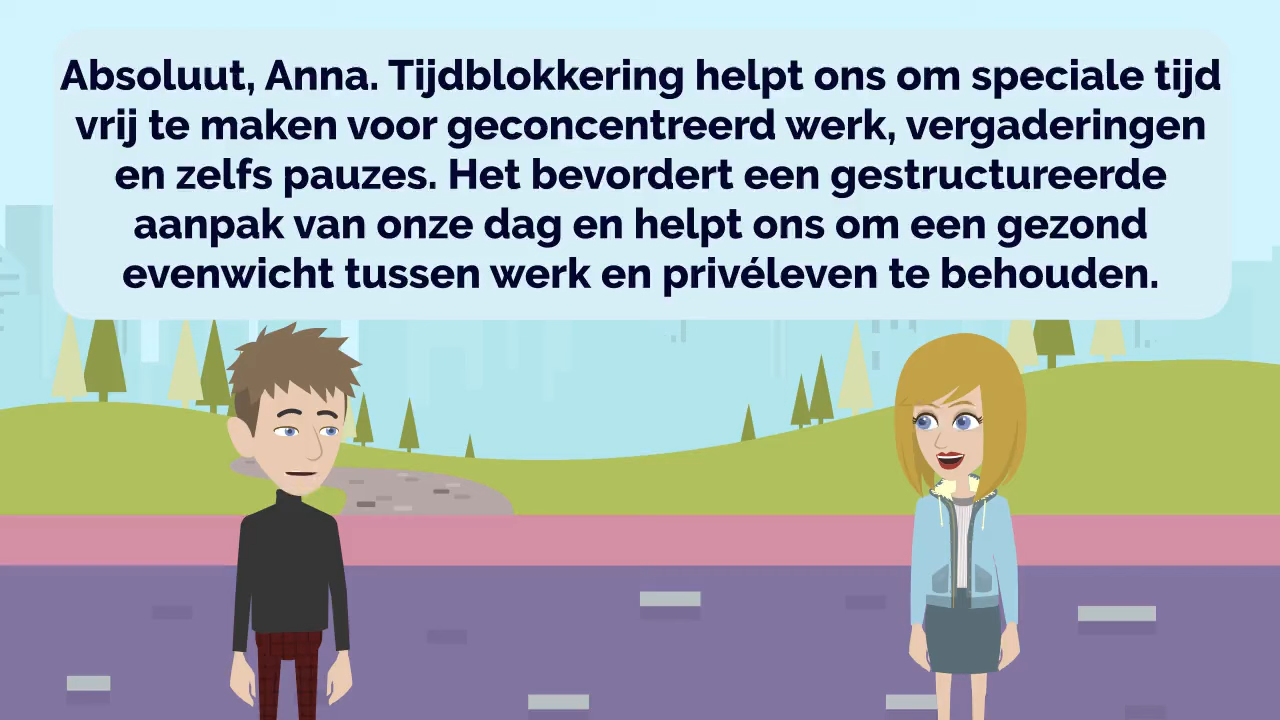 Absoluut, Anna. Tijdblokkering helpt ons om speciale tijd
vrij te maken voor geconcentreerd werk, vergaderingen
en zelfs pauzes. Het bevordert een gestructureerde
aanpak van onze dag en helpt ons om een gezond
evenwicht tussen werk en privéleven te behouden.